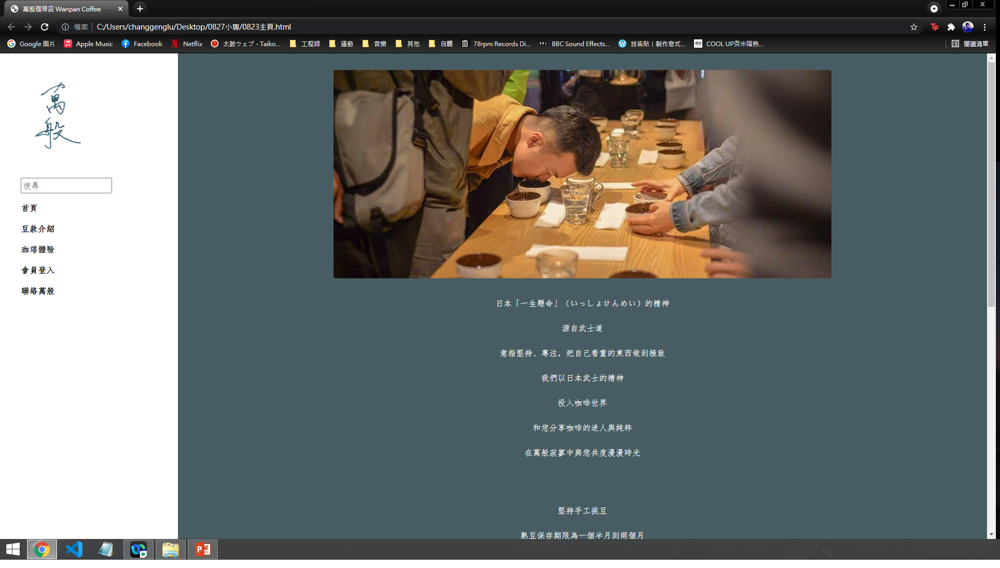 萬般珈琲店 Wanpan Coffee
檔案 | C:/Users/changgenglu/Desktop/0827小專/0823主頁.html
Tp
Google 图片 Apple Music Facebook Netflix 太鼓ウェブ - Taiko... 工程師 運動 音樂 其他 自釀 78rpm Records Di... BBC BBC Sound Effects... 技術貼 | 製作意式... COOL UP奈米隔熱... 閱讀清單
萬
般
搜尋
首頁
豆款介紹
珈琲體驗
會員登入
聯絡萬般
日本「一生懸命」（いっしょけんめい）的精神
源自武士道
意指堅持、專注，把自己看重的東西做到極致
我們以日本武士的精神
投入咖啡世界
和您分享咖啡的迷人與純粹
在萬般寂寥中與您共度漫漫時光
堅持手工挑豆
熟豆保存期限為一個半月到兩個月